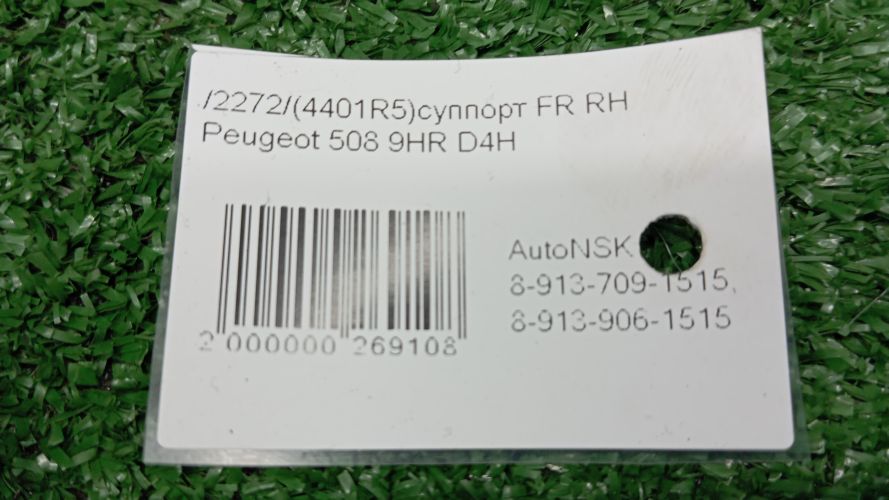 /2272/(4401R5)суппорт FR RH
Peugeot 508 9HR D4H
AutoNSK
8-913-709-1515,
8-913-906-1515
2 000000 269108